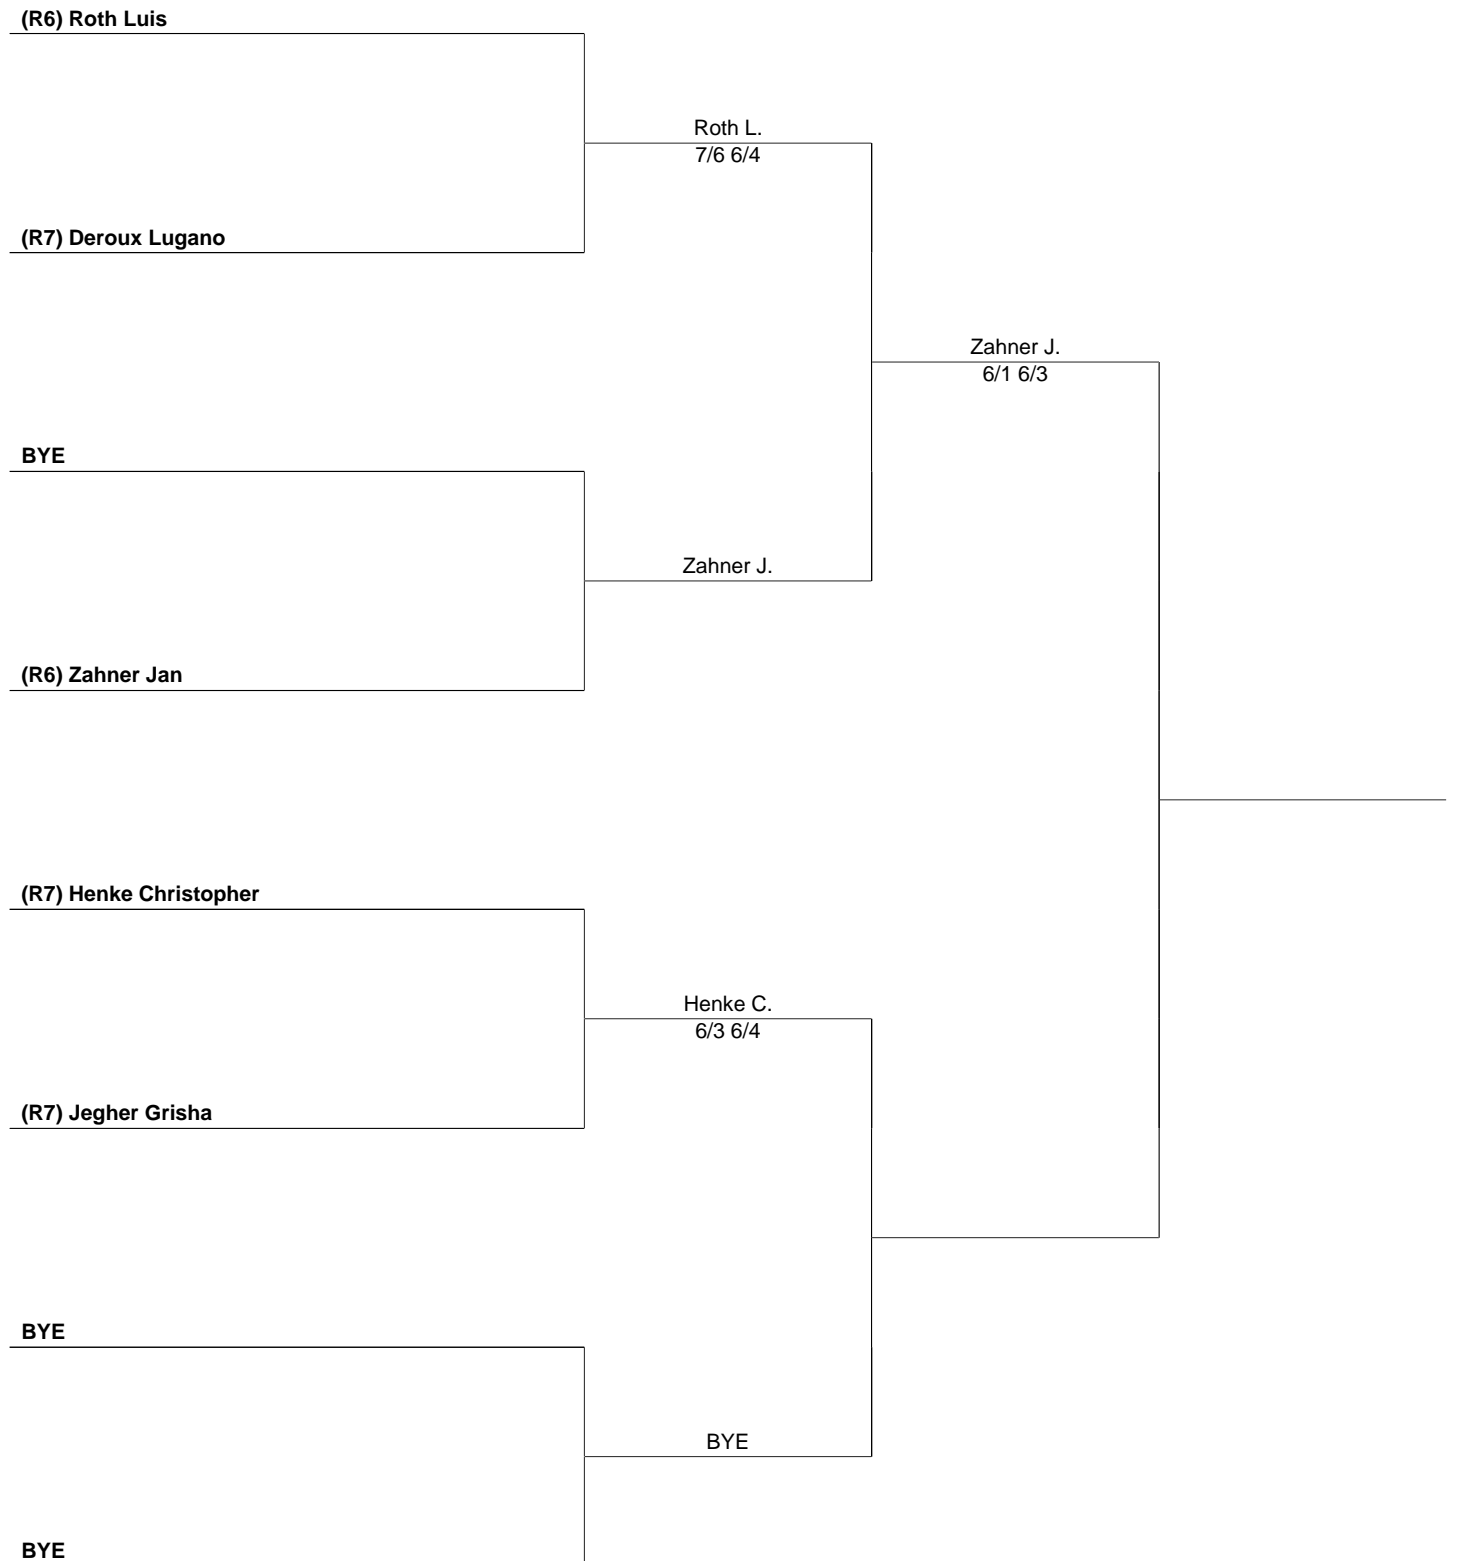 (R6) Roth Luis
Roth L.
7/6 6/4
(R7) Deroux Lugano
Zahner J.
6/1 6/3
BYE
Zahner J.
(R6) Zahner Jan
(R7) Henke Christopher
Henke C.
6/3 6/4
(R7) Jegher Grisha
BYE
BYE
BYE